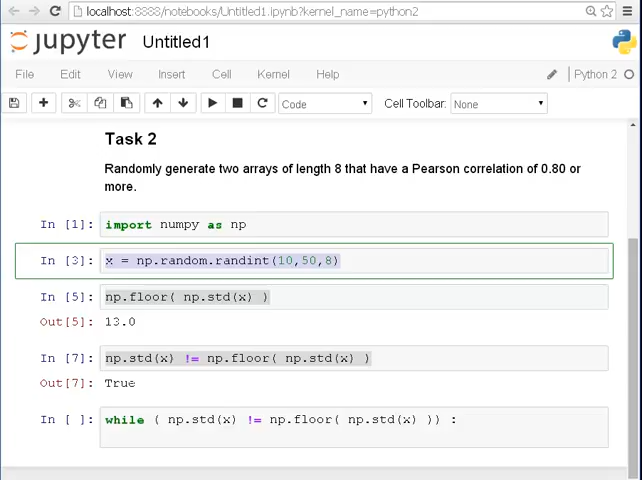 localhost:8888/notebooks/Untitled1.ipynb?kernel_name=python2
jupyter Untitled1
File Edit View Insert Cell Kernel Help Python 2
Code Cell Toolbar: None
Task 2
Randomly generate two arrays of length 8 that have a Pearson correlation of 0.80 or
more.
In [1]: import numpy as np
In [3]: x = np.random.randint(10,50,8)
In [5]: np.floor( np.std(x) )
Out[5]: 13.0
In [7]: np.std(x) != np.floor( np.std(x) )
Out[7]: True
In [ ]: while ( np.std(x) != np.floor( np.std(x) )) :